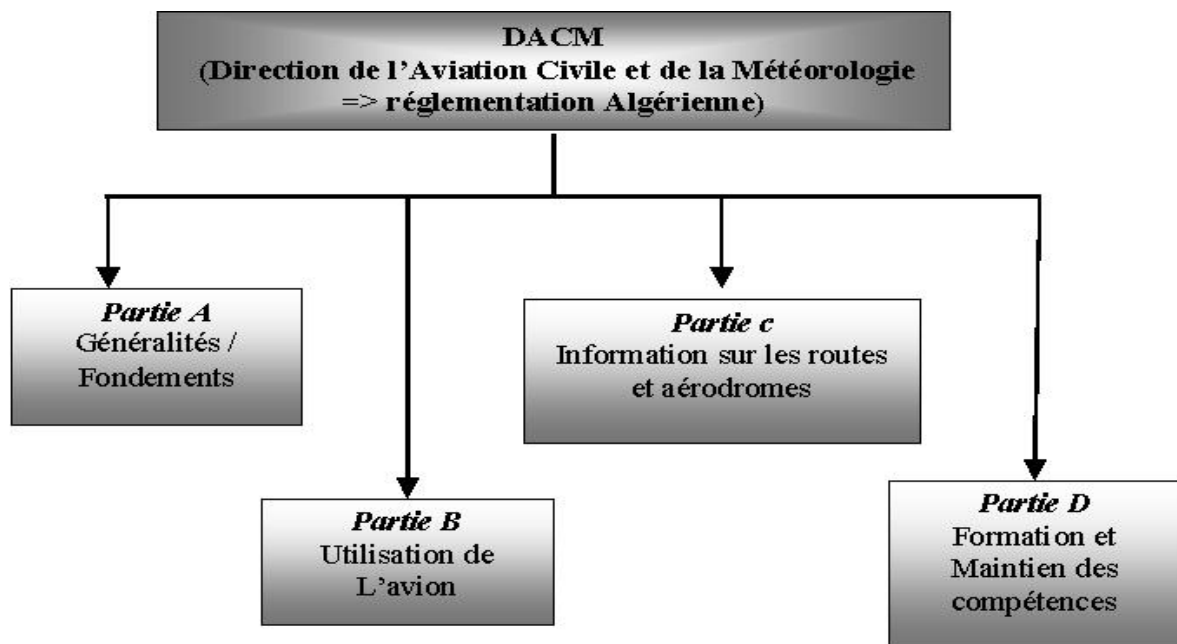 DACM
(Direction de l'Aviation Civile et de la Météorologie
=> réglementation Algérienne)
Partie A
Généralités /
Fondements
Partie B
Utilisation de
L'avion
Partie c
Information sur les routes
et aérodromes
Partie D
Formation et
Maintien des
compétences